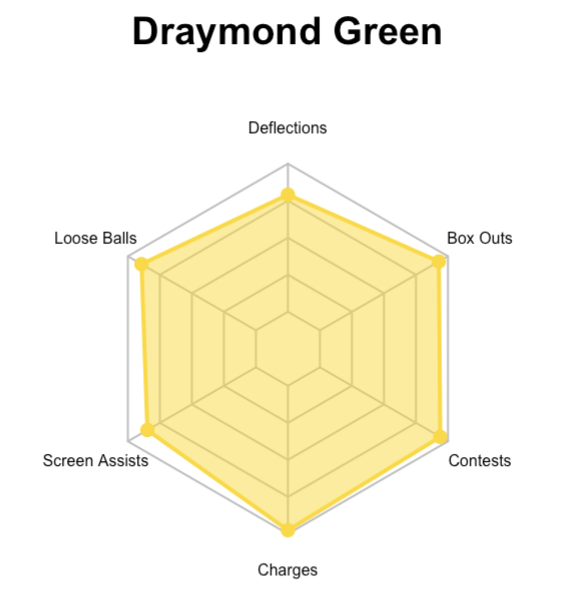 Draymond Green
Deflections
Loose Balls
Box Outs
Screen Assists
Contests
Charges